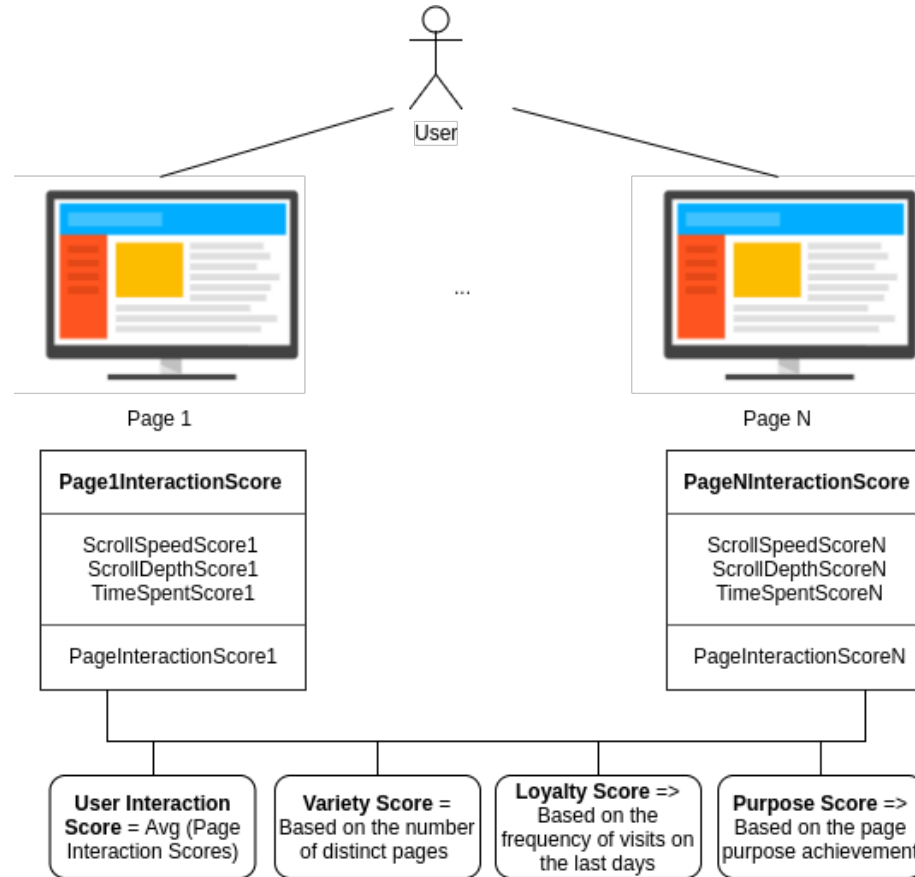 User
...
Page 1
Page N
Page1InteractionScore
ScrollSpeedScore1
ScrollDepthScore1
TimeSpentScore1
PageInteractionScore1
PageNInteractionScore
ScrollSpeedScoreN
ScrollDepthScoreN
TimeSpentScoreN
PageInteractionScoreN
User Interaction
Score = Avg (Page
Interaction Scores)
Variety Score =
Based on the number
of distinct pages
Loyalty Score =>
Based on the
frequency of visits on
the last days
Purpose Score =>
Based on the page
purpose achievement